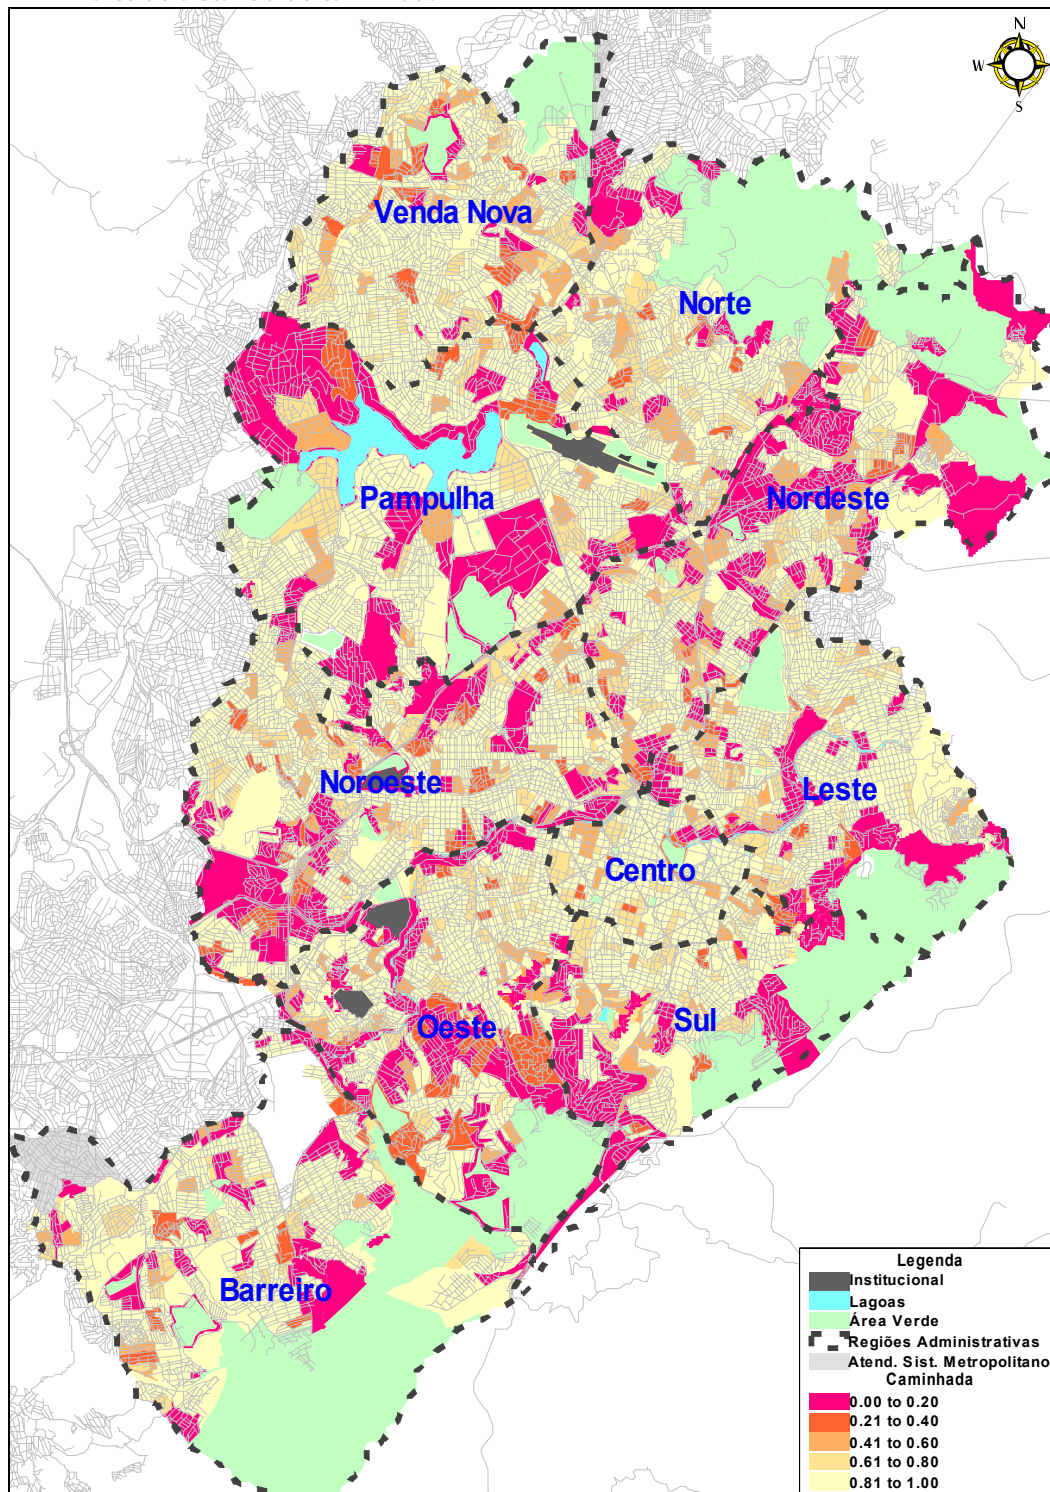 N
W
S
Venda Nova
Norte
Pampulha
Nordeste
Noroeste
Leste
Centro
Oeste
Sul
Barreiro
Legenda
Institucional
Lagoas
Área Verde
Regiões Administrativas
Atend. Sist. Metropolitano
Caminhada
0.00 to 0.20
0.21 to 0.40
0.41 to 0.60
0.61 to 0.80
0.81 to 1.00